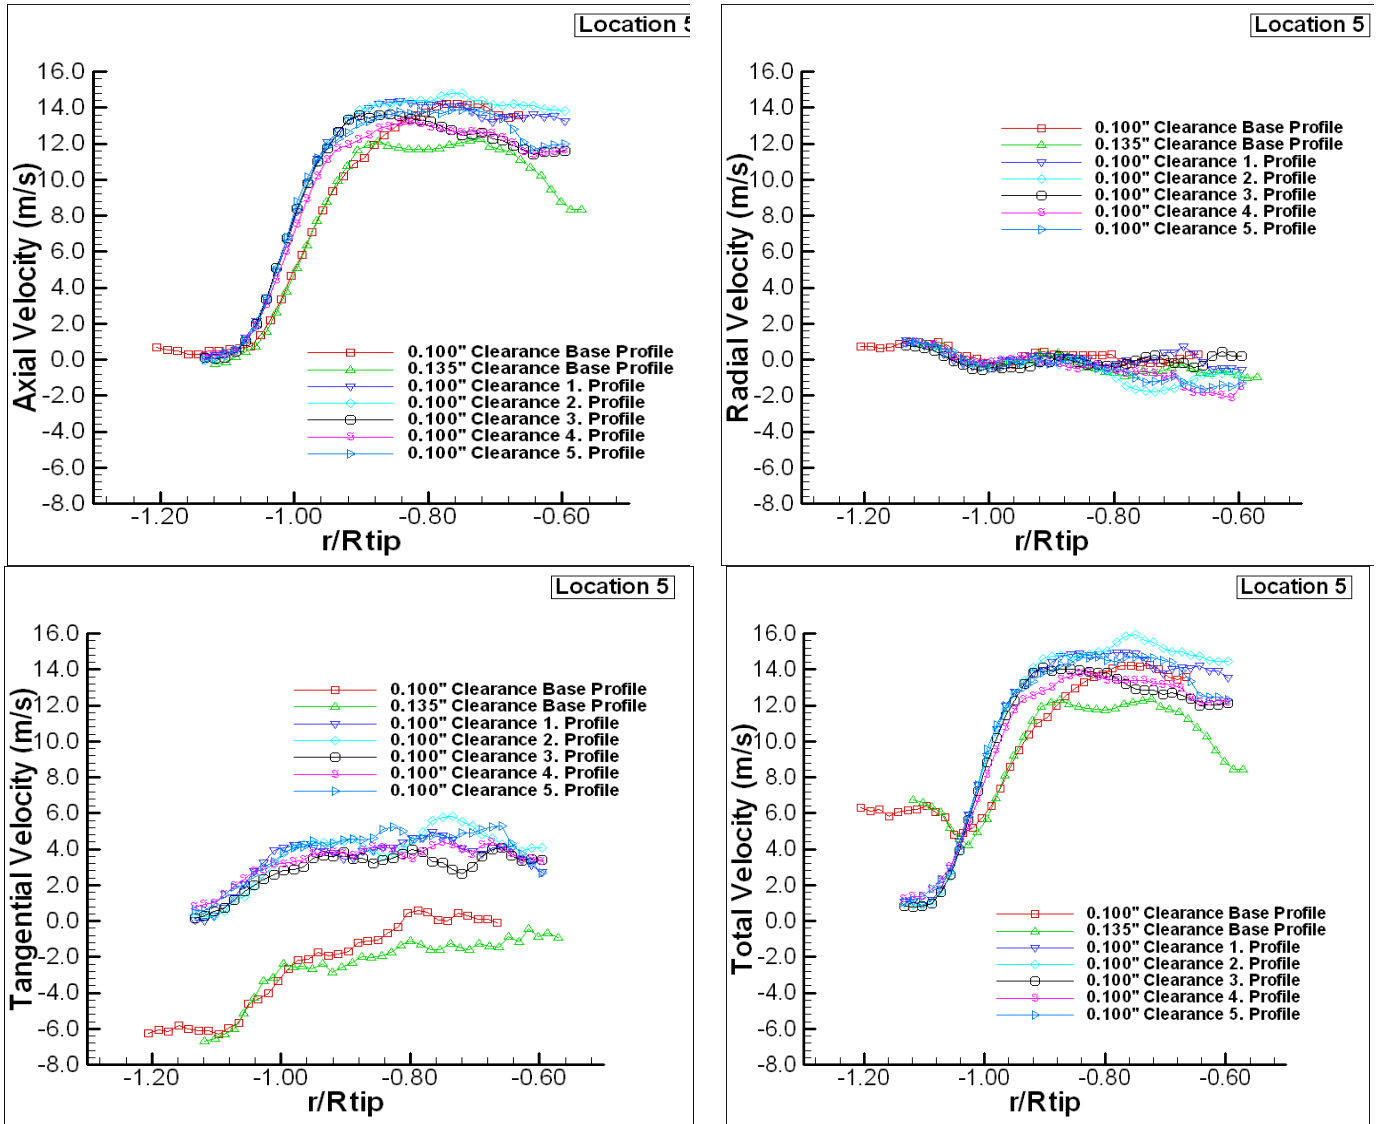 Location 5
16.0
14.0
12.0
10.0
8.0
6.0
4.0
2.0
0.0
-2.0
-4.0
-6.0
-8.0
Axial Velocity (m/s)
0.100" Clearance Base Profile
0.135" Clearance Base Profile
0.100" Clearance 1. Profile
0.100" Clearance 2. Profile
0.100" Clearance 3. Profile
0.100" Clearance 4. Profile
0.100" Clearance 5. Profile
-1.20 -1.00 -0.80 -0.60
r/Rtip
Location 5
16.0
14.0
12.0
10.0
8.0
6.0
4.0
2.0
0.0
-2.0
-4.0
-6.0
-8.0
Radial Velocity (m/s)
0.100" Clearance Base Profile
0.135" Clearance Base Profile
0.100" Clearance 1. Profile
0.100" Clearance 2. Profile
0.100" Clearance 3. Profile
0.100" Clearance 4. Profile
0.100" Clearance 5. Profile
-1.20 -1.00 -0.80 -0.60
r/Rtip
Location 5
16.0
14.0
12.0
10.0
8.0
6.0
4.0
2.0
0.0
-2.0
-4.0
-6.0
-8.0
Tangential Velocity (m/s)
0.100" Clearance Base Profile
0.135" Clearance Base Profile
0.100" Clearance 1. Profile
0.100" Clearance 2. Profile
0.100" Clearance 3. Profile
0.100" Clearance 4. Profile
0.100" Clearance 5. Profile
-1.20 -1.00 -0.80 -0.60
r/Rtip
Location 5
16.0
14.0
12.0
10.0
8.0
6.0
4.0
2.0
0.0
-2.0
-4.0
-6.0
-8.0
Total Velocity (m/s)
0.100" Clearance Base Profile
0.135" Clearance Base Profile
0.100" Clearance 1. Profile
0.100" Clearance 2. Profile
0.100" Clearance 3. Profile
0.100" Clearance 4. Profile
0.100" Clearance 5. Profile
-1.20 -1.00 -0.80 -0.60
r/Rtip